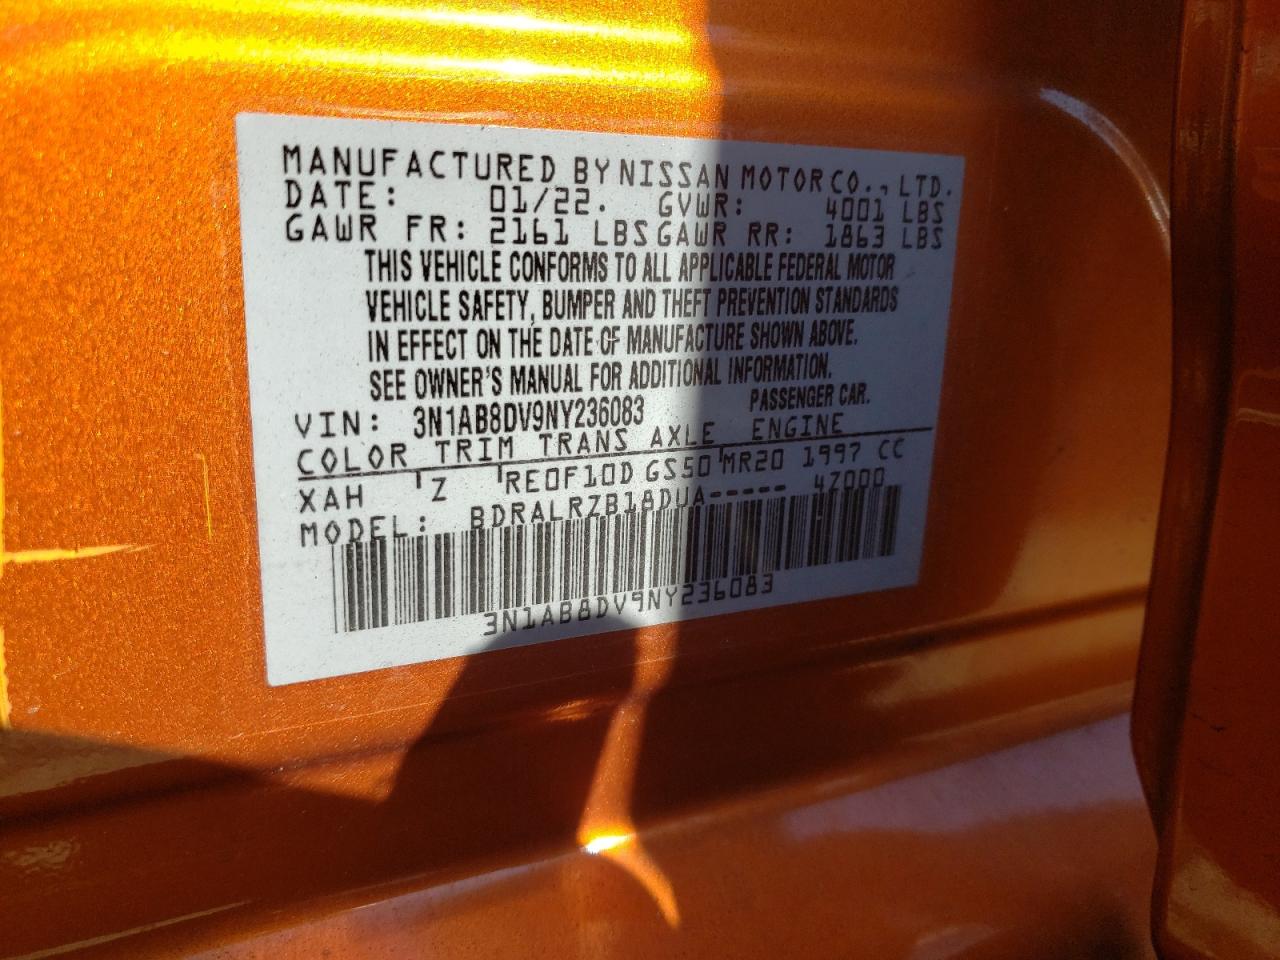 MANUFACTURED BY NISSAN MOTOR CO., LTD.
DATE: 01/22. GVWR: 4001 LBS
GAWR FR: 2161 LBS GAWR RR: 1863 LBS
THIS VEHICLE CONFORMS TO ALL APPLICABLE FEDERAL MOTOR
VEHICLE SAFETY, BUMPER AND THEFT PREVENTION STANDARDS
IN EFFECT ON THE DATE OF MANUFACTURE SHOWN ABOVE.
SEE OWNER'S MANUAL FOR ADDITIONAL INFORMATION.
PASSENGER CAR.
VIN: 3N1AB8DV9NY236083
COLOR TRIM TRANS AXLE ENGINE
XAH Z RE0F10D GS50 MR20 1997 CC
MODEL: BDRALRZB18DUA----- 4Z000
3N1AB8DV9NY236083